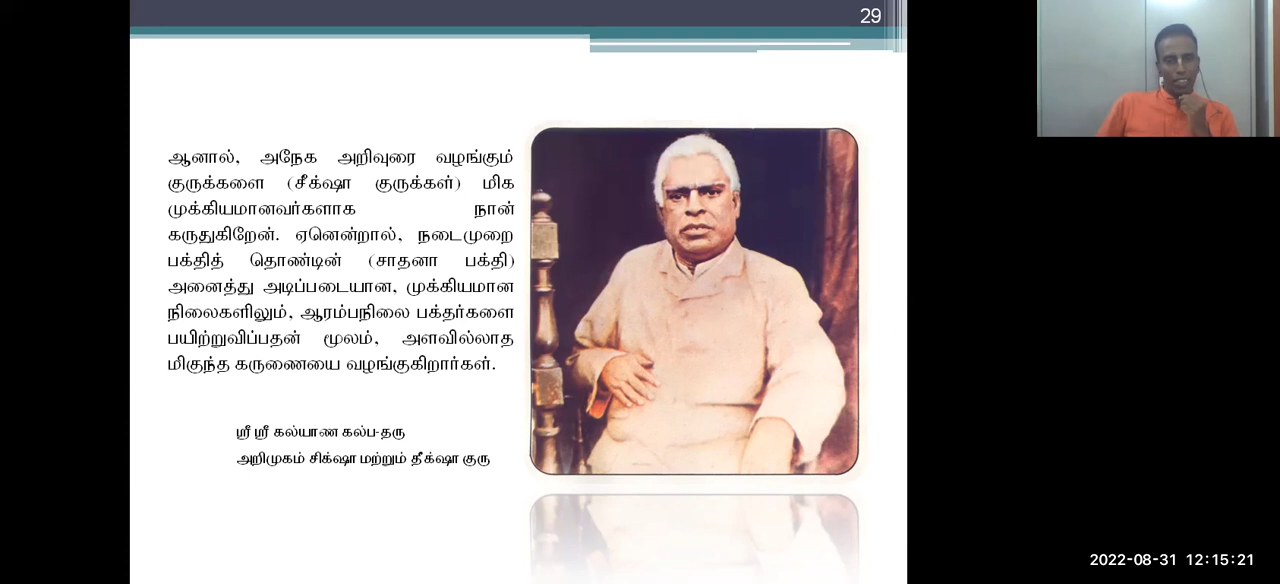 29
ஆனால், அநேக அறிவுரை வழங்கும்
குருக்களை (சீக்ஷா குருக்கள்) மிக
முக்கியமானவர்களாக நான்
கருதுகிறேன். ஏனென்றால், நடைமுறை
பக்தித் தொண்டின் (சாதனா பக்தி)
அனைத்து அடிப்படையான, முக்கியமான
நிலைகளிலும், ஆரம்பநிலை பக்தர்களை
பயிற்றுவிப்பதன் மூலம், அளவில்லாத
மிகுந்த கருணையை வழங்குகிறார்கள்.
ஸ்ரீ ஸ்ரீ கல்யாண கல்ப-தரு
அறிமுகம் சிக்ஷா மற்றும் தீக்ஷா குரு
2022-08-31 12:15:21